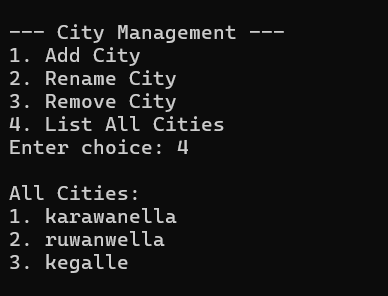 --- City Management ---
1. Add City
2. Rename City
3. Remove City
4. List All Cities
Enter choice: 4
All Cities:
1. karawanella
2. ruwanwella
3. kegalle